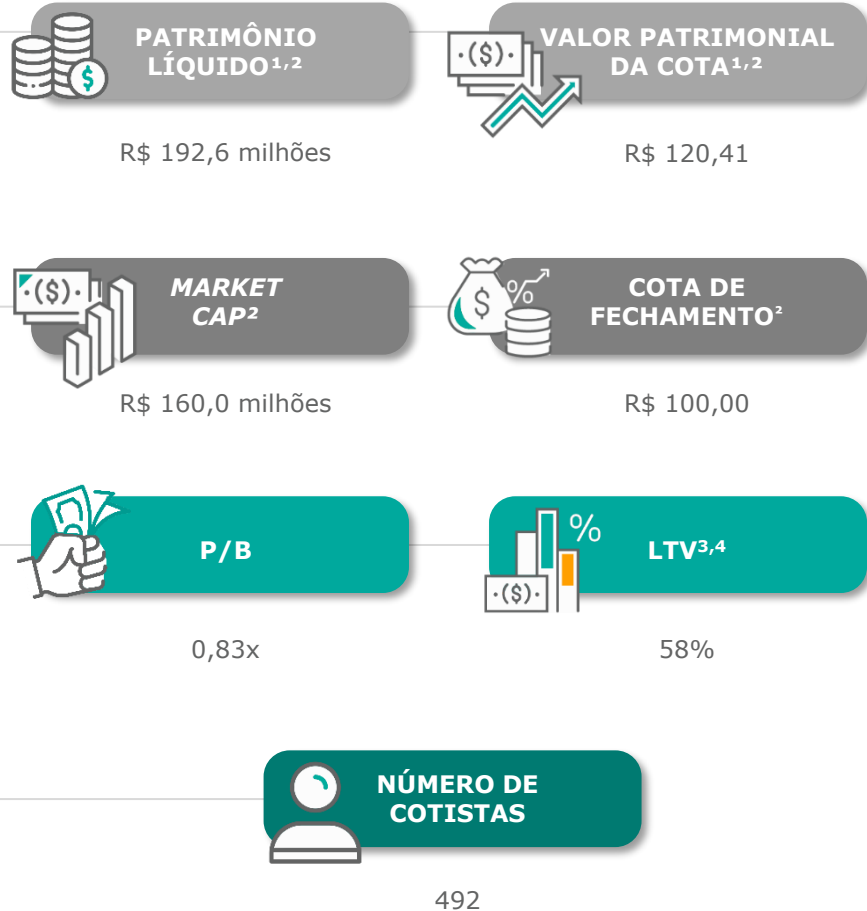 PATRIMÔNIO
LÍQUIDO¹,²
R$ 192,6 milhões
VALOR PATRIMONIAL
DA COTA¹,²
·($)·
R$ 120,41
MARKET
CAP²
·($)·
R$ 160,0 milhões
COTA DE
FECHAMENTO²
$ %
R$ 100,00
P/B
0,83x
LTV³,⁴
%
·($)·
58%
NÚMERO DE
COTISTAS
492